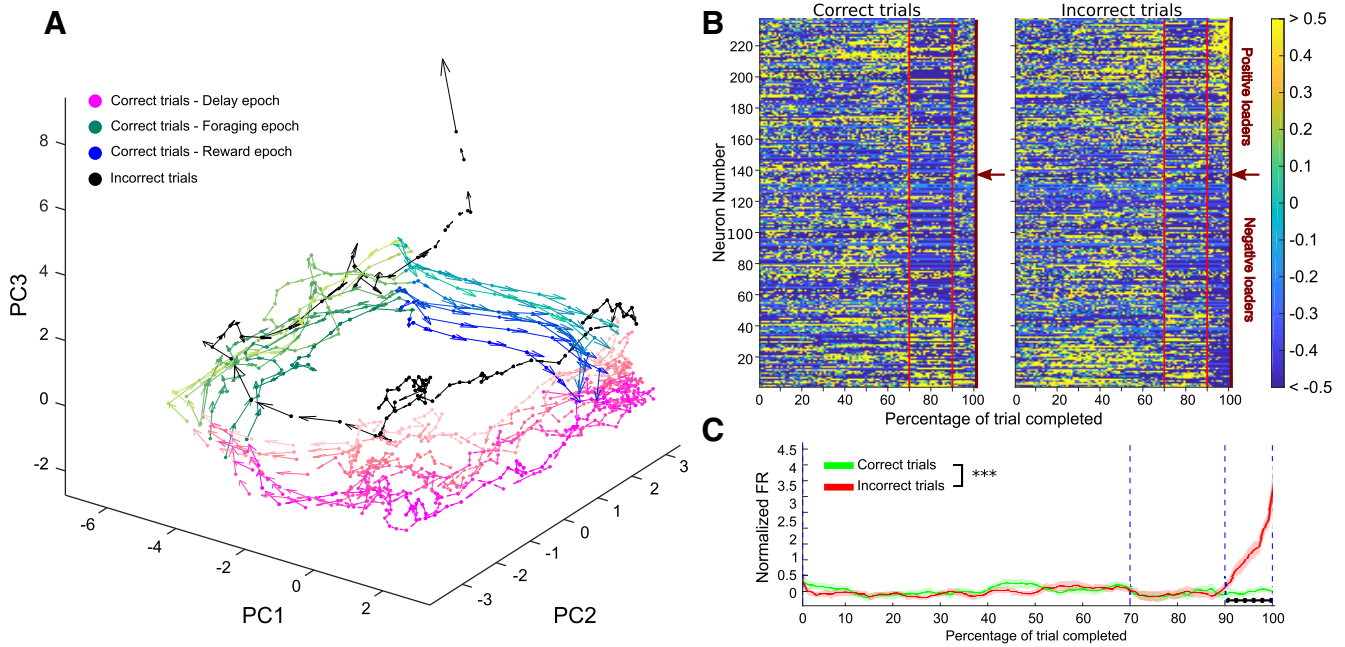 A
Correct trials - Delay epoch
Correct trials - Foraging epoch
Correct trials - Reward epoch
Incorrect trials
8
6
4
2
0
-2
PC3
-6
-4
-2
0
2
PC1
-3
-2
-1
0
1
2
3
PC2
B
Correct trials
Incorrect trials
Neuron Number
220
200
180
160
140
120
100
80
60
40
20
0 20 40 60 80 100
0 20 40 60 80 100
Percentage of trial completed
Positive loaders
Negative loaders
> 0.5
0.4
0.3
0.2
0.1
0
-0.1
-0.2
-0.3
-0.4
< -0.5
C
Correct trials
Incorrect trials
***
Normalized FR
4.5
4
3.5
3
2.5
2
1.5
1
0.5
0
0 10 20 30 40 50 60 70 80 90 100
Percentage of trial completed